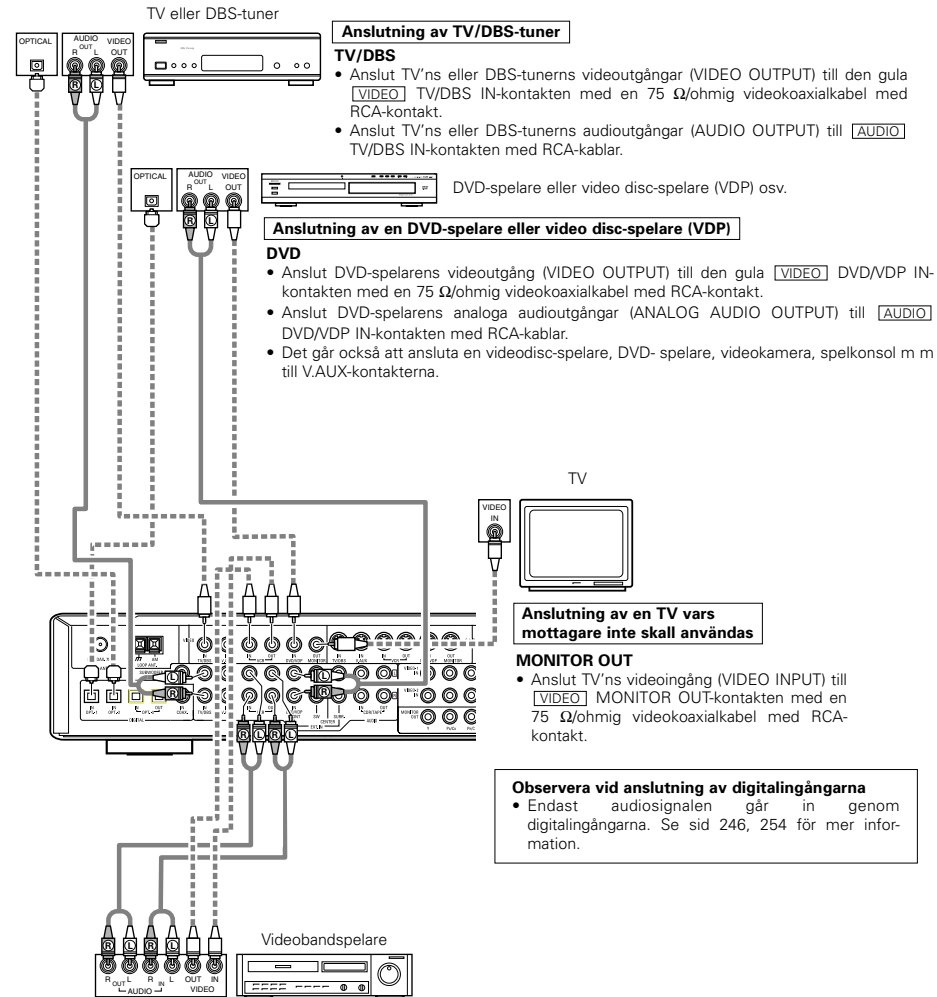 TV eller DBS-tuner
OPTICAL
AUDIO
OUT
R L
VIDEO
OUT
R L
Anslutning av TV/DBS-tuner
TV/DBS
• Anslut TV'ns eller DBS-tunerns videoutgångar (VIDEO OUTPUT) till den gula
VIDEO TV/DBS IN-kontakten med en 75 Ω/ohmig videokoaxialkabel med
RCA-kontakt.
• Anslut TV'ns eller DBS-tunerns audioutgångar (AUDIO OUTPUT) till AUDIO
TV/DBS IN-kontakten med RCA-kablar.
OPTICAL
AUDIO
OUT
R L
VIDEO
OUT
R L
DVD-spelare eller video disc-spelare (VDP) osv.
Anslutning av en DVD-spelare eller video disc-spelare (VDP)
DVD
• Anslut DVD-spelarens videoutgång (VIDEO OUTPUT) till den gula VIDEO DVD/VDP IN-
kontakten med en 75 Ω/ohmig videokoaxialkabel med RCA-kontakt.
• Anslut DVD-spelarens analoga audioutgångar (ANALOG AUDIO OUTPUT) till AUDIO
DVD/VDP IN-kontakten med RCA-kablar.
• Det går också att ansluta en videodisc-spelare, DVD- spelare, videokamera, spelkonsol m m
till V.AUX-kontakterna.
TV
VIDEO
IN
Anslutning av en TV vars
mottagare inte skall användas
MONITOR OUT
• Anslut TV'ns videoingång (VIDEO INPUT) till
VIDEO MONITOR OUT-kontakten med en
75 Ω/ohmig videokoaxialkabel med RCA-
kontakt.
Observera vid anslutning av digitalingångarna
• Endast audiosignalen går in genom
digitalingångarna. Se sid 246, 254 för mer infor-
mation.
R L R L
Videobandspelare
R L R L OUT IN
OUT IN
AUDIO VIDEO